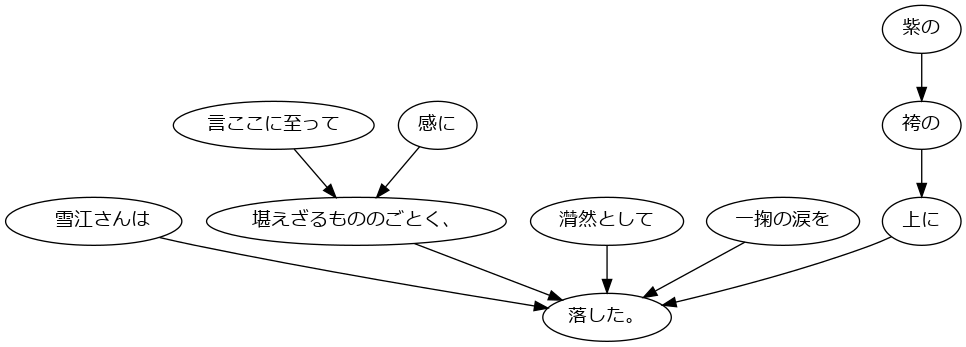 紫の
言ここに至って
感に
袴の
雪江さんは
堪えざるもののごとく、
潸然として
一掬の涙を
上に
落した。